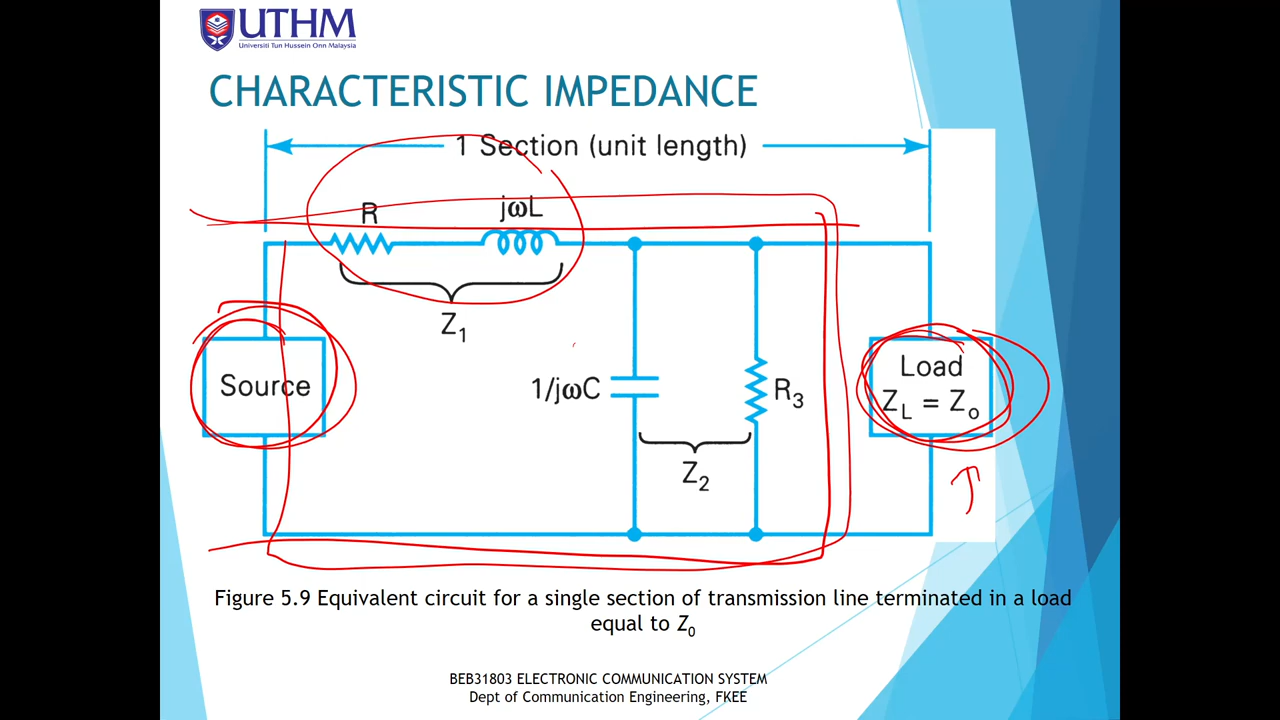 UTHM
Universiti Tun Hussein Onn Malaysia
CHARACTERISTIC IMPEDANCE
1 Section (unit length)
R
jωL
Z₁
Source
1/jωC
R₃
Load
Z_L = Z₀
Z₂
Figure 5.9 Equivalent circuit for a single section of transmission line terminated in a load
equal to Z₀
BEB31803 ELECTRONIC COMMUNICATION SYSTEM
Dept of Communication Engineering, FKEE